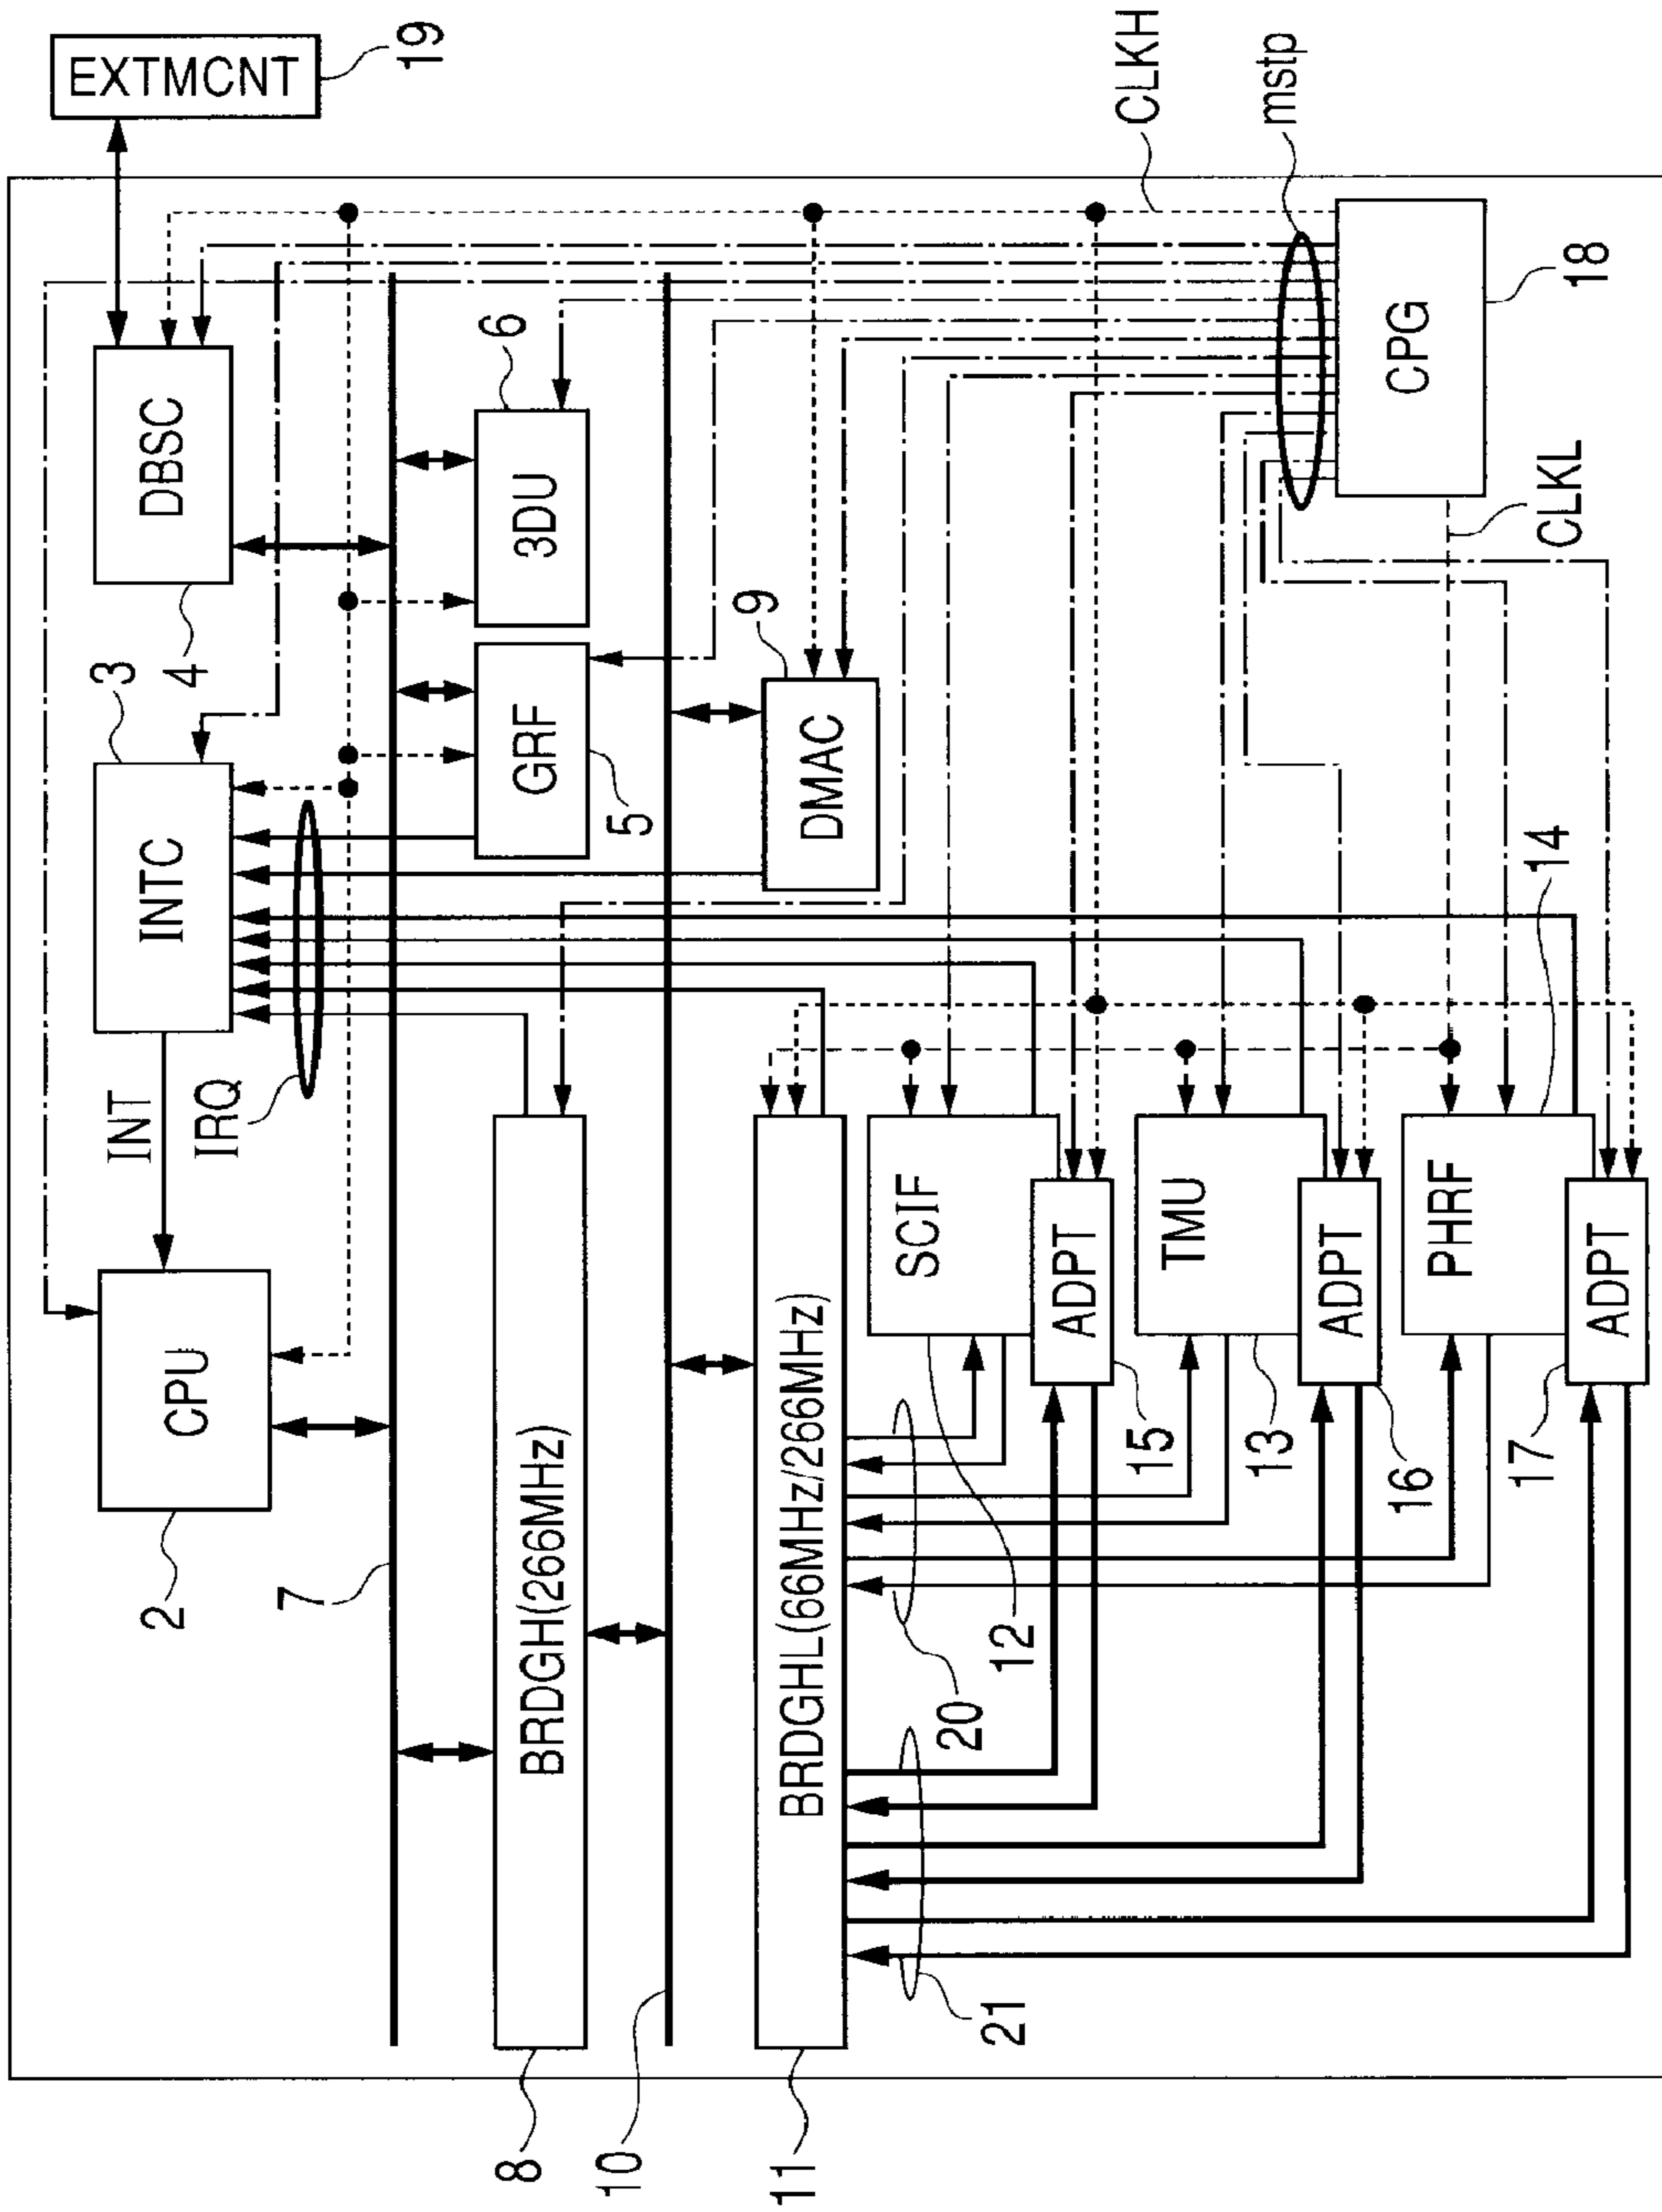 EXTMCNT
19
CLKH
mstp
DBSC
4
INTC
3
INT
IRQ
CPU
2
7
6
3DU
GRF
5
9
DMAC
CPG
18
CLKL
BRDGH(266MHz)
8
10
BRDGHL(66MHz/266MHz)
11
SCIF
12
ADPT
15
TMU
13
ADPT
16
PHRF
14
ADPT
17
20
21